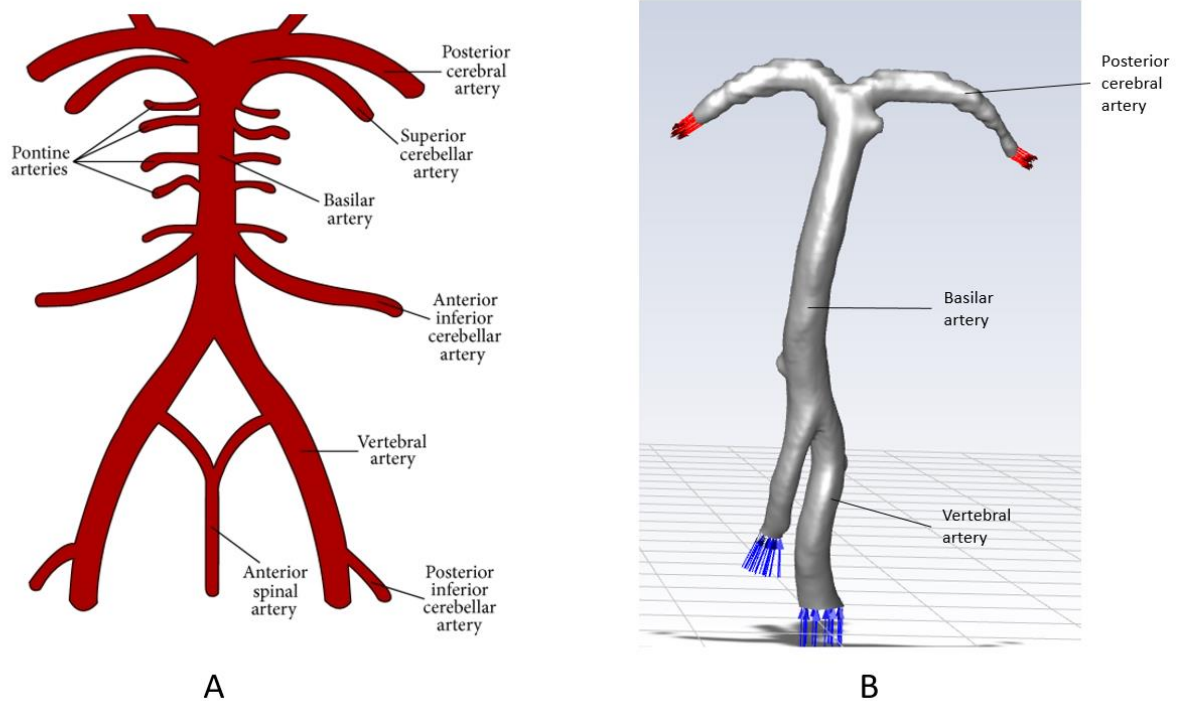 Posterior
cerebral
artery
Superior
cerebellar
artery
Pontine
arteries
Basilar
artery
Anterior
inferior
cerebellar
artery
Vertebral
artery
Anterior
spinal
artery
Posterior
inferior
cerebellar
artery
A
Posterior
cerebral
artery
Basilar
artery
Vertebral
artery
B